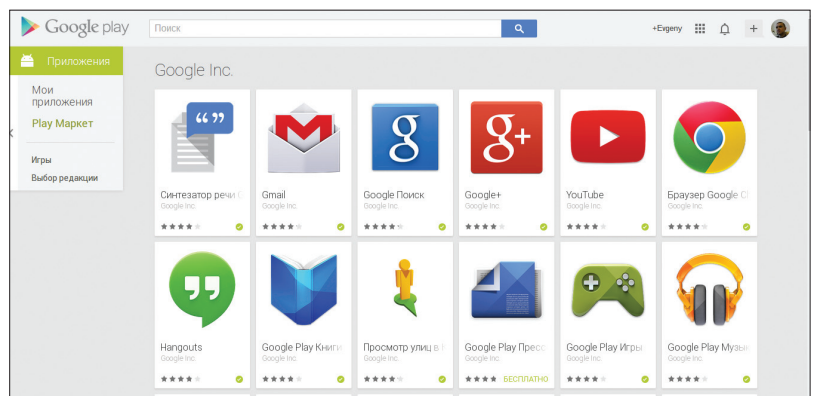 Google play
Поиск
+Evgeny
Приложения
Мои
приложения
Play Маркет
Игры
Выбор редакции
Google Inc.
Синтезатор речи
Gmail
Google Поиск
Google+
YouTube
Браузер Google C
Google Inc.
Google Inc.
Google Inc.
Google Inc.
Google Inc.
Google Inc.
Hangouts
Google Play Книги
Просмотр улиц в
Google Play Пресс
Google Play Игры
Google Play Музык
Google Inc.
Google Inc.
Google Inc.
Google Inc.
Google Inc.
Google Inc.
БЕСПЛАТНО